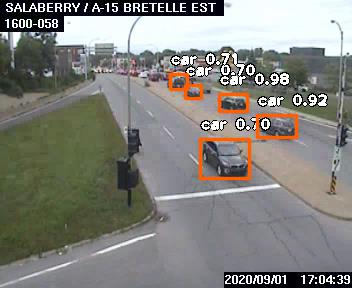 SALABERRY / A-15 BRETELLE EST
1600-058
car 0.71
car 0.70
car 0.98
car 0.92
car 0.70
2020/09/01 17:04:39